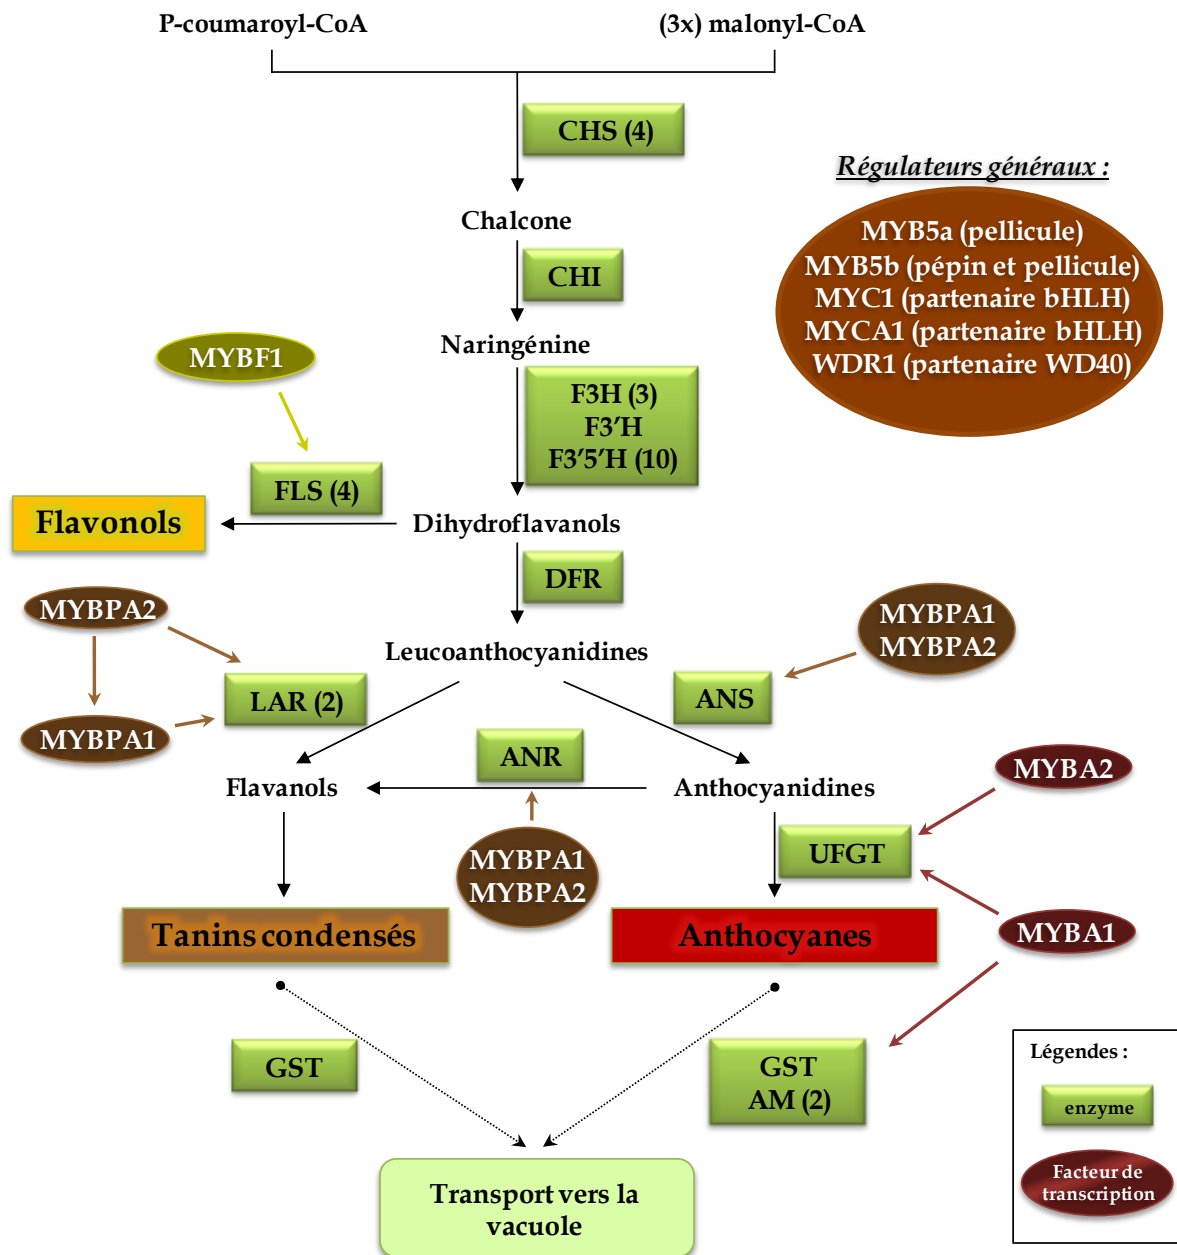 P-coumaroyl-CoA
(3x) malonyl-CoA
CHS (4)
Régulateurs généraux :
Chalcone
MYB5a (pellicule)
MYB5b (pépin et pellicule)
MYC1 (partenaire bHLH)
MYCA1 (partenaire bHLH)
WDR1 (partenaire WD40)
CHI
Naringénine
MYBF1
F3H (3)
F3’H
F3’5’H (10)
FLS (4)
Flavonols
Dihydroflavanols
DFR
MYBPA2
MYBPA1
MYBPA2
Leucoanthocyanidines
LAR (2)
ANS
MYBPA1
ANR
MYBA2
Flavanols
Anthocyanidines
UFGT
MYBPA1
MYBPA2
Tanins condensés
Anthocyanes
MYBA1
GST
GST
AM (2)
Légendes :
enzyme
Facteur de
transcription
Transport vers la
vacuole